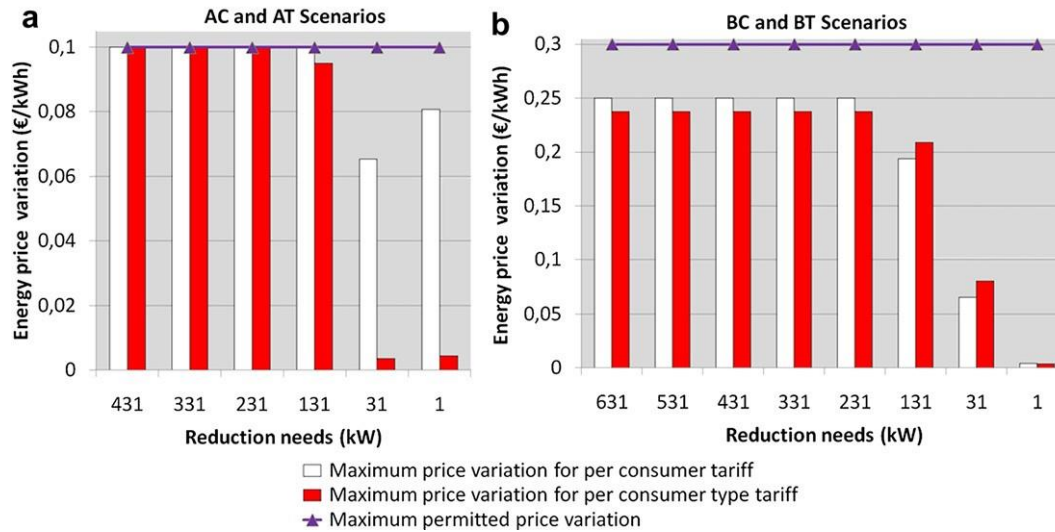 a
AC and AT Scenarios
Energy price variation (€/kWh)
0,1
0,08
0,06
0,04
0,02
0
431 331 231 131 31 1
Reduction needs (kW)
b
BC and BT Scenarios
Energy price variation (€/kWh)
0,3
0,25
0,2
0,15
0,1
0,05
0
631 531 431 331 231 131 31 1
Reduction needs (kW)
Maximum price variation for per consumer tariff
Maximum price variation for per consumer type tariff
Maximum permitted price variation